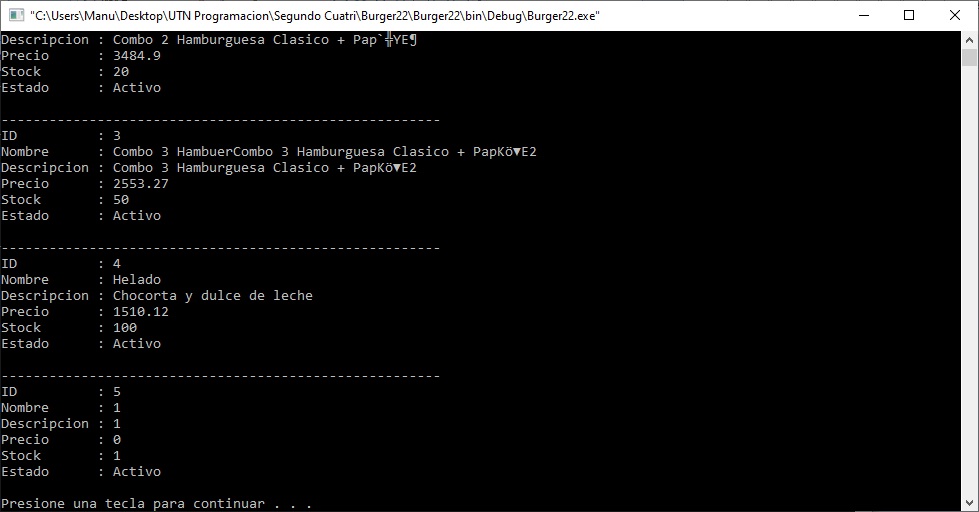 "C:\Users\Manu\Desktop\UTN Programacion\Segundo Cuatri\Burger22\Burger22\bin\Debug\Burger22.exe"
Descripcion : Combo 2 Hamburguesa Clasico + Pap`╬YE¶
Precio      : 3484.9
Stock       : 20
Estado      : Activo
-------------------------------------------------------
ID          : 3
Nombre      : Combo 3 HambuerCombo 3 Hamburguesa Clasico + PapKö▼E2
Descripcion : Combo 3 Hamburguesa Clasico + PapKö▼E2
Precio      : 2553.27
Stock       : 50
Estado      : Activo
-------------------------------------------------------
ID          : 4
Nombre      : Helado
Descripcion : Chocorta y dulce de leche
Precio      : 1510.12
Stock       : 100
Estado      : Activo
-------------------------------------------------------
ID          : 5
Nombre      : 1
Descripcion : 1
Precio      : 0
Stock       : 1
Estado      : Activo
Presione una tecla para continuar . . .